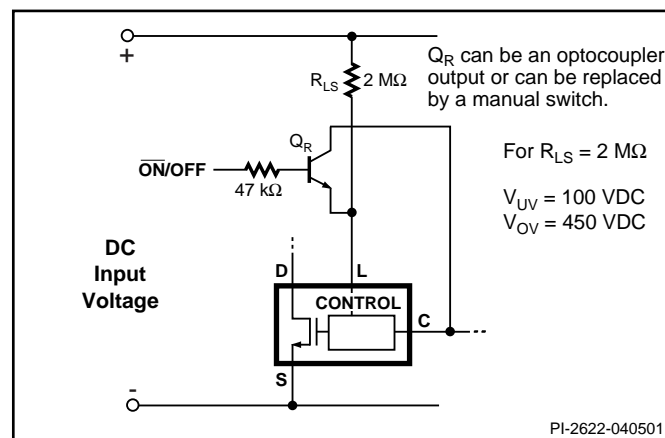 +
R_LS 2 MΩ
Q_R can be an optocoupler
output or can be replaced
by a manual switch.
Q_R
O̅N̅/OFF
47 kΩ
For R_LS = 2 MΩ
V_UV = 100 VDC
V_OV = 450 VDC
DC
Input
Voltage
D
L
CONTROL
C
S
-
PI-2622-040501